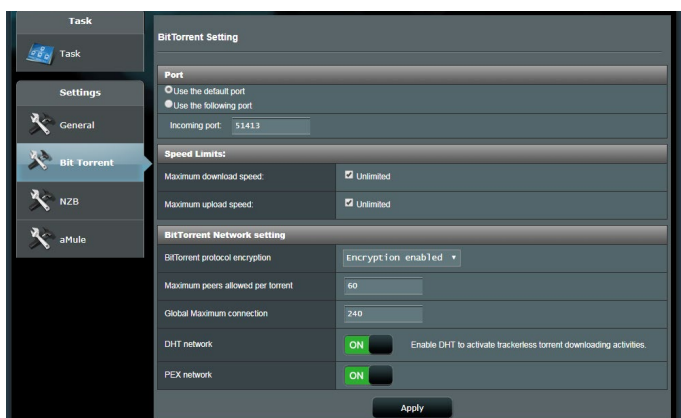 Task
Task
Settings
General
Bit Torrent
NZB
aMule
BitTorrent Setting
Port
Use the default port
Use the following port
Incoming port: 51413
Speed Limits:
Maximum download speed: Unlimited
Maximum upload speed: Unlimited
BitTorrent Network setting
BitTorrent protocol encryption Encryption enabled
Maximum peers allowed per torrent 60
Global Maximum connection 240
DHT network ON Enable DHT to activate trackerless torrent downloading activities.
PEX network ON
Apply